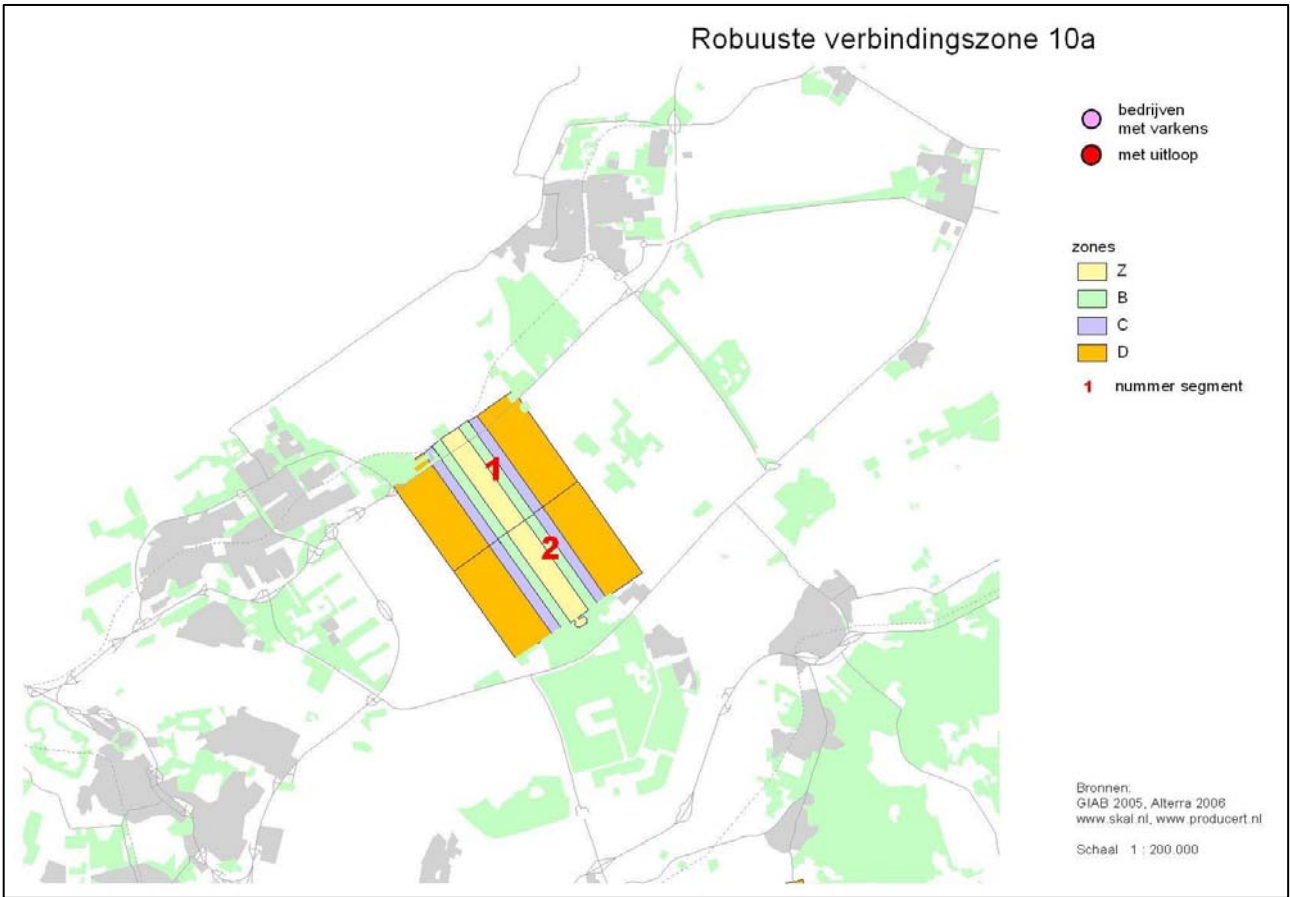 Robuuste verbindingszone 10a
bedrijven
met varkens
met uitloop
zones
Z
B
C
D
1 nummer segment
1
2
Bronnen:
GIAB 2005, Alterra 2006
www.skal.nl, www.producert.nl
Schaal 1 : 200.000